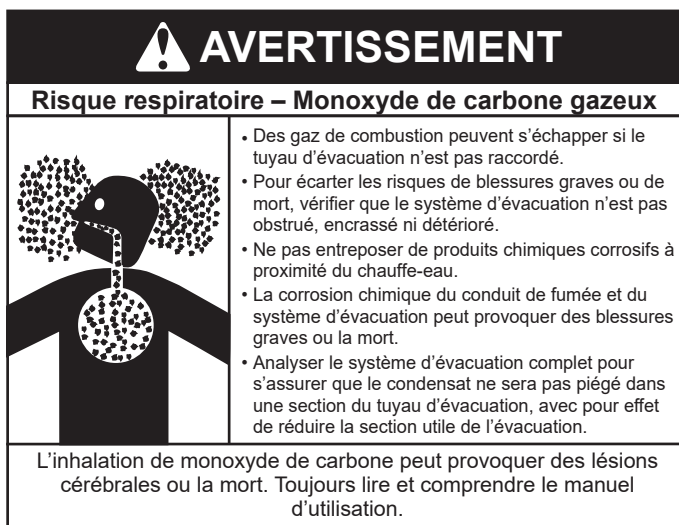 AVERTISSEMENT
Risque respiratoire – Monoxyde de carbone gazeux
• Des gaz de combustion peuvent s’échapper si le
tuyau d’évacuation n’est pas raccordé.
• Pour écarter les risques de blessures graves ou de
mort, vérifier que le système d’évacuation n’est pas
obstrué, encrassé ni détérioré.
• Ne pas entreposer de produits chimiques corrosifs à
proximité du chauffe-eau.
• La corrosion chimique du conduit de fumée et du
système d’évacuation peut provoquer des blessures
graves ou la mort.
• Analyser le système d’évacuation complet pour
s’assurer que le condensat ne sera pas piégé dans
une section du tuyau d’évacuation, avec pour effet
de réduire la section utile de l’évacuation.
L’inhalation de monoxyde de carbone peut provoquer des lésions
cérébrales ou la mort. Toujours lire et comprendre le manuel
d’utilisation.